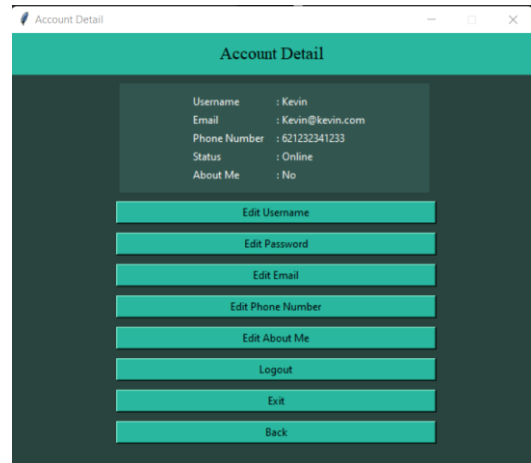 Account Detail
Account Detail
Username : Kevin
Email : Kevin@kevin.com
Phone Number : 621232341233
Status : Online
About Me : No
Edit Username
Edit Password
Edit Email
Edit Phone Number
Edit About Me
Logout
Exit
Back